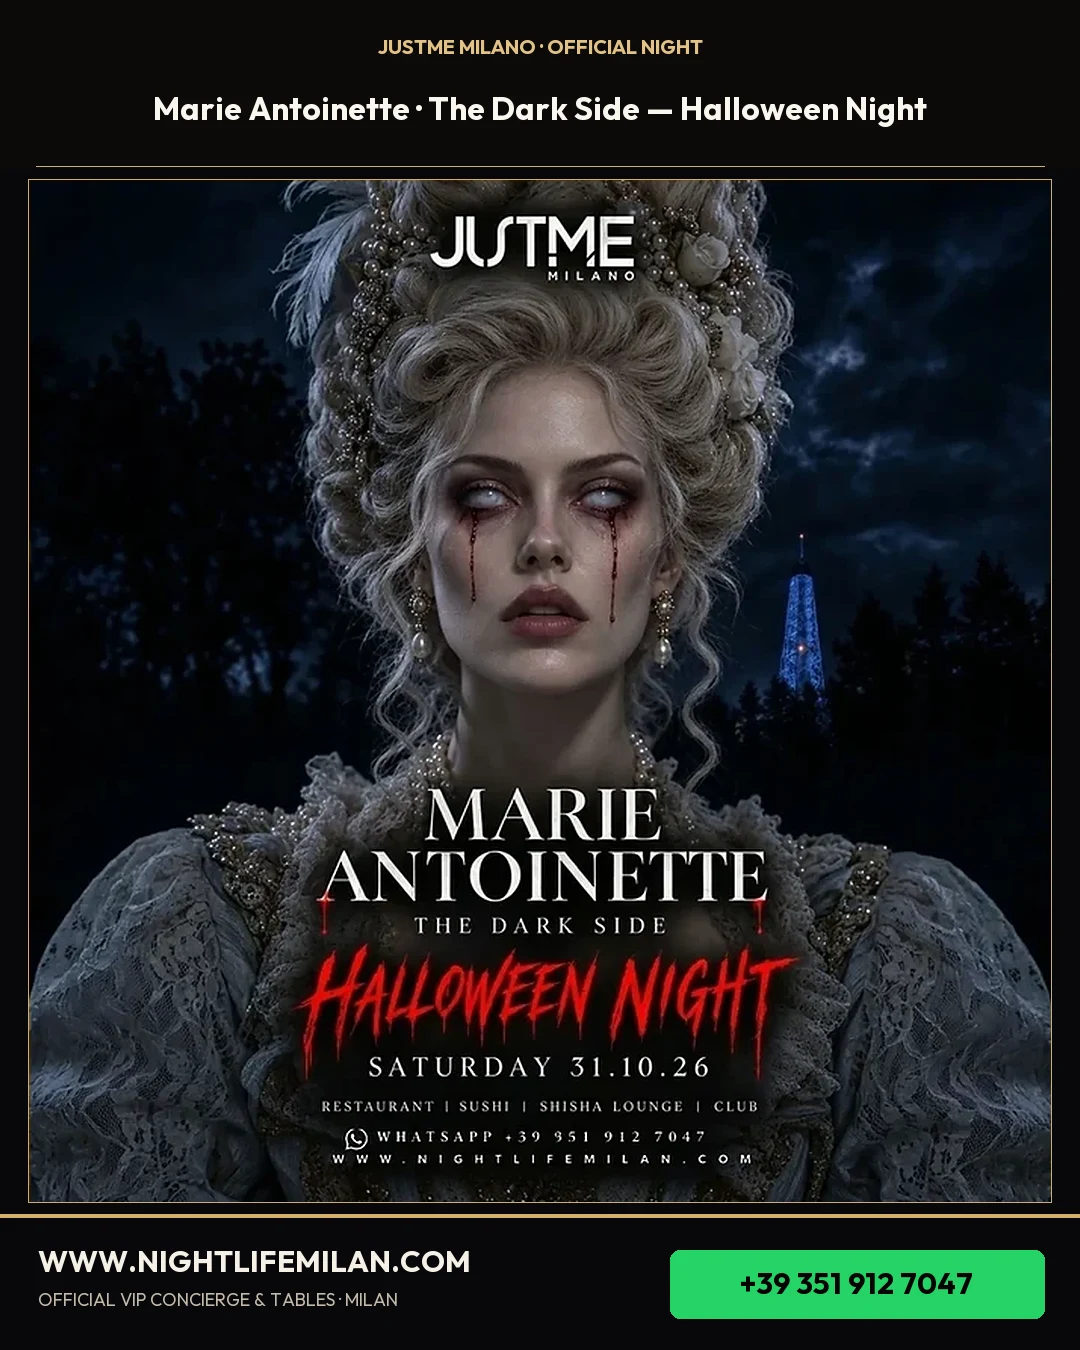 JUSTME MILANO · OFFICIAL NIGHT
Marie Antoinette · The Dark Side — Halloween Night
JUSTME
MILANO
MARIE
ANTOINETTE
THE DARK SIDE
HALLOWEEN NIGHT
SATURDAY 31.10.26
RESTAURANT | SUSHI | SHISHA LOUNGE | CLUB
WHATSAPP +39 351 912 7047
WWW.NIGHTLIFEMILAN.COM
WWW.NIGHTLIFEMILAN.COM
OFFICIAL VIP CONCIERGE & TABLES · MILAN
+39 351 912 7047